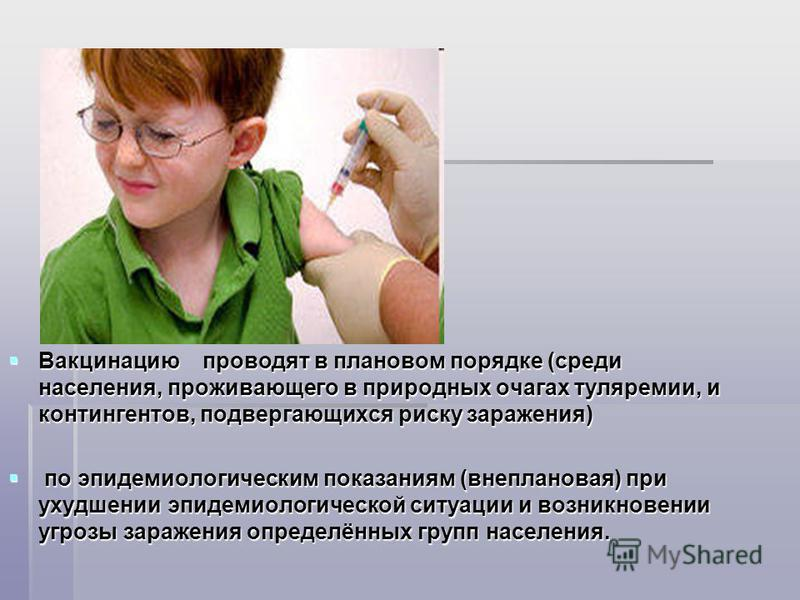 Вакцинацию проводят в плановом порядке (среди
населения, проживающего в природных очагах туляремии, и
контингентов, подвергающихся риску заражения)
по эпидемиологическим показаниям (внеплановая) при
ухудшении эпидемиологической ситуации и возникновении
угрозы заражения определённых групп населения.
MyShared